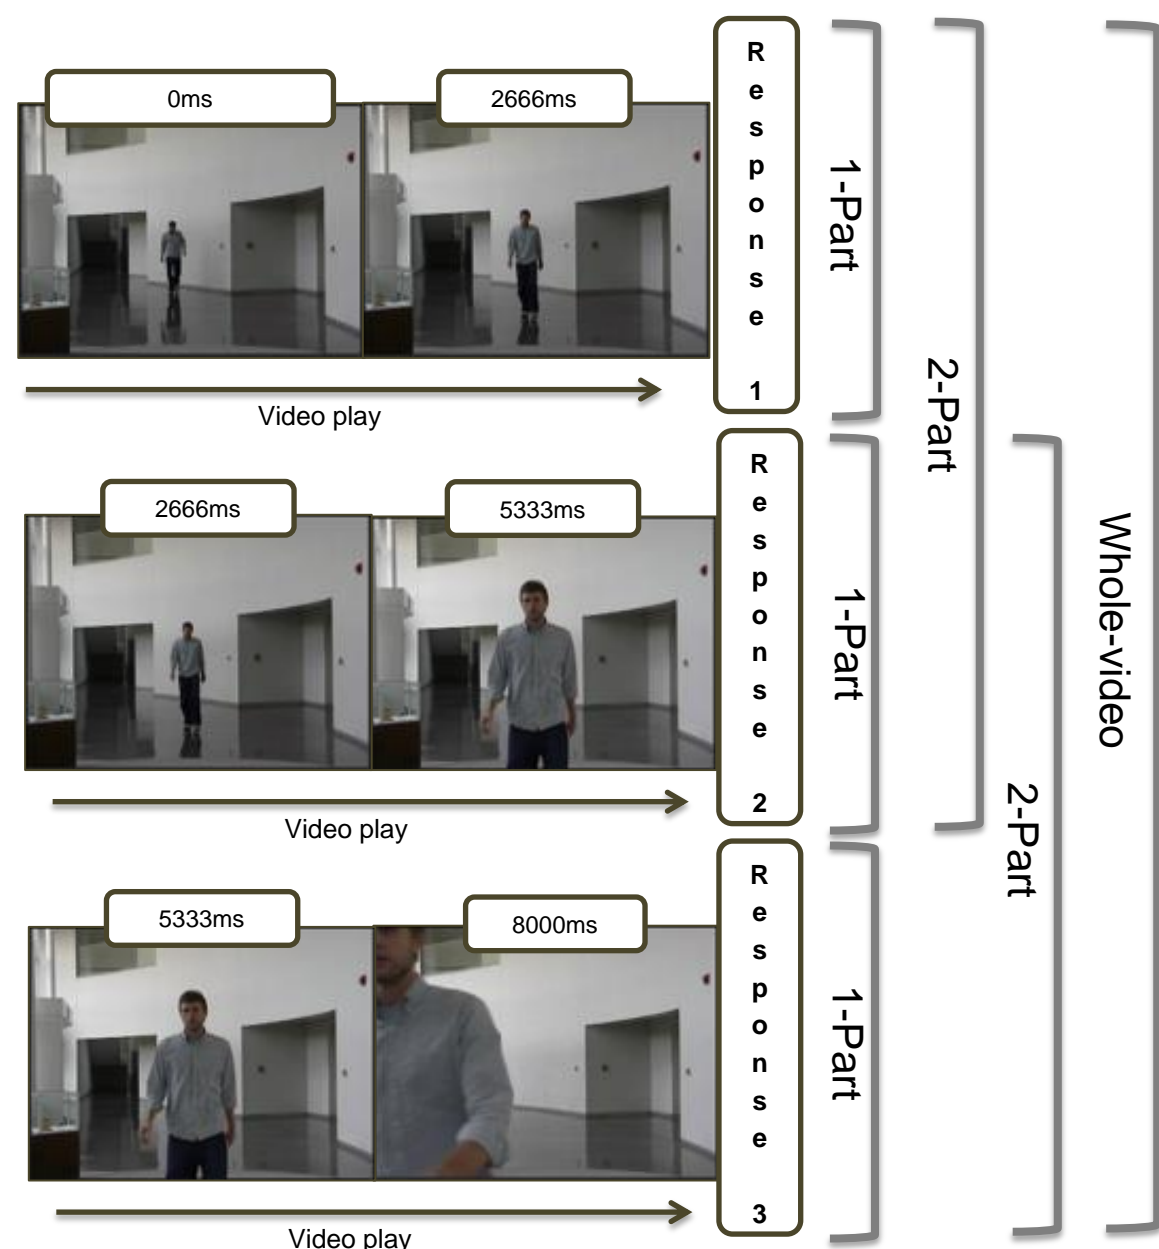 0ms
2666ms
Response 1
1-Part
Video play
2-Part
2666ms
5333ms
Response 2
1-Part
Video play
Whole-video
2-Part
5333ms
8000ms
Response 3
1-Part
Video play